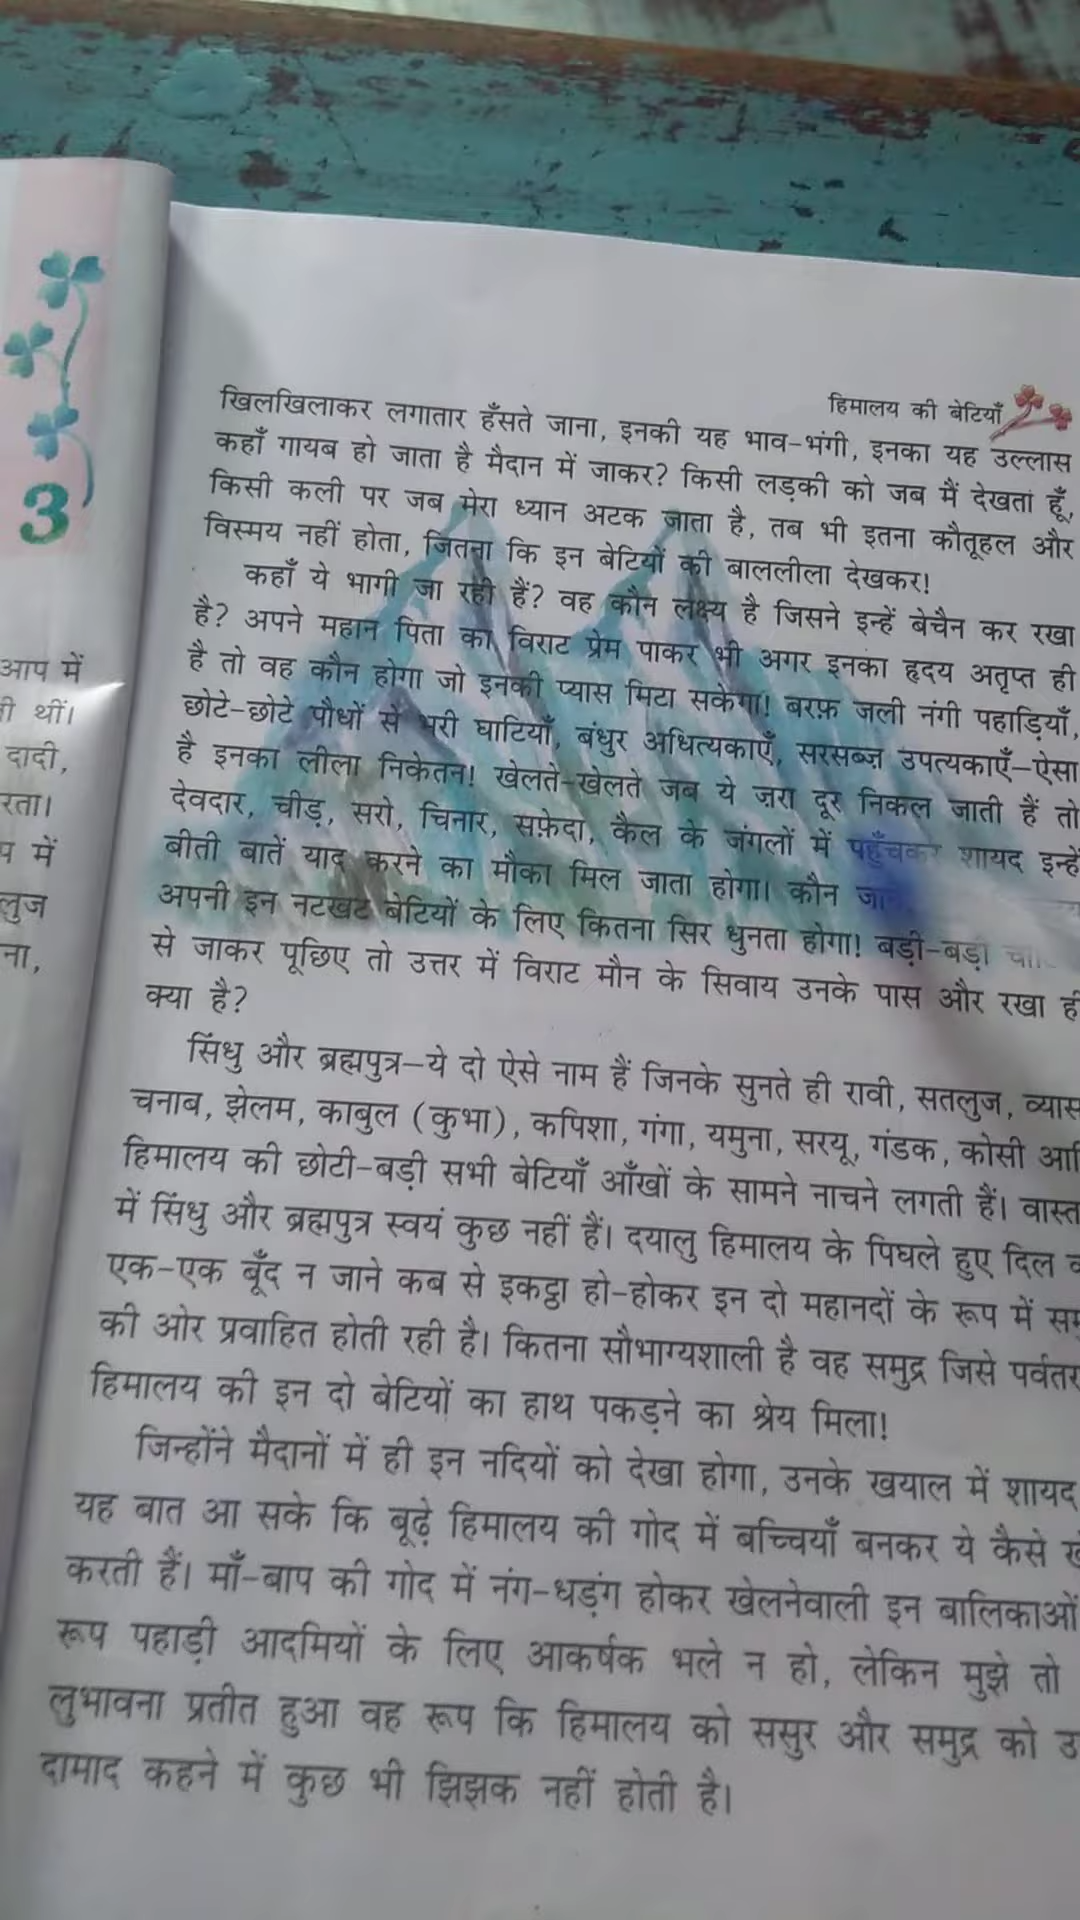 3
आप में
थीं।
दादी,
रता।
में
लुज
ना,
हिमालय की बेटियाँ
खिलखिलाकर लगातार हँसते जाना, इनकी यह भाव-भंगी, इनका यह उल्लास
कहाँ गायब हो जाता है मैदान में जाकर? किसी लड़की को जब मैं देखता हूँ,
किसी कली पर जब मेरा ध्यान अटक जाता है, तब भी इतना कौतूहल और
विस्मय नहीं होता, जितना कि इन बेटियों की बाललीला देखकर!
कहाँ ये भागी जा रही हैं? वह कौन लक्ष्य है जिसने इन्हें बेचैन कर रखा
है? अपने महान पिता का विराट प्रेम पाकर भी अगर इनका हृदय अतृप्त ही
है तो वह कौन होगा जो इनकी प्यास मिटा सकेगा! बरफ़ जली नंगी पहाड़ियाँ,
छोटे-छोटे पौधों से भरी घाटियाँ, बंधुर अधित्यकाएँ, सरसब्ज़ उपत्यकाएँ-ऐसा
है इनका लीला निकेतन! खेलते-खेलते जब ये ज़रा दूर निकल जाती हैं तो
देवदार, चीड़, सरो, चिनार, सफ़ेदा, कैल के जंगलों में पहुँचकर शायद इन्हें
बीती बातें याद करने का मौका मिल जाता होगा। कौन जा
अपनी इन नटखट बेटियों के लिए कितना सिर धुनता होगा! बड़ी-बड़ी
से जाकर पूछिए तो उत्तर में विराट मौन के सिवाय उनके पास और रखा ही
क्या है?
सिंधु और ब्रह्मपुत्र-ये दो ऐसे नाम हैं जिनके सुनते ही रावी, सतलुज, व्यास
चनाब, झेलम, काबुल (कुभा), कपिशा, गंगा, यमुना, सरयू, गंडक, कोसी आ
हिमालय की छोटी-बड़ी सभी बेटियाँ आँखों के सामने नाचने लगती हैं। वास्त
में सिंधु और ब्रह्मपुत्र स्वयं कुछ नहीं हैं। दयालु हिमालय के पिघले हुए दिल
एक-एक बूँद न जाने कब से इकट्ठा हो-होकर इन दो महानदों के रूप में सम
की ओर प्रवाहित होती रही है। कितना सौभाग्यशाली है वह समुद्र जिसे पर्वतर
हिमालय की इन दो बेटियों का हाथ पकड़ने का श्रेय मिला!
जिन्होंने मैदानों में ही इन नदियों को देखा होगा, उनके खयाल में शायद
यह बात आ सके कि बूढ़े हिमालय की गोद में बच्चियाँ बनकर ये कैसे
करती हैं। माँ-बाप की गोद में नंग-धड़ंग होकर खेलनेवाली इन बालिकाओं
रूप पहाड़ी आदमियों के लिए आकर्षक भले न हो, लेकिन मुझे तो
लुभावना प्रतीत हुआ वह रूप कि हिमालय को ससुर और समुद्र को उ
दामाद कहने में कुछ भी झिझक नहीं होती है।